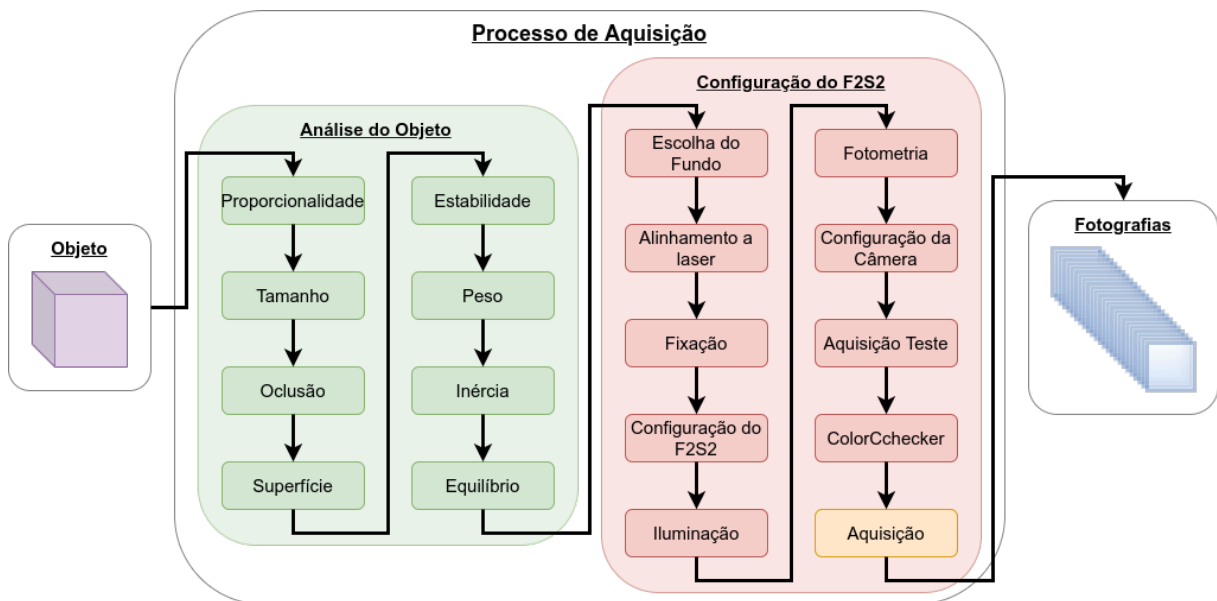 Processo de Aquisição
Objeto
Análise do Objeto
Proporcionalidade
Tamanho
Oclusão
Superfície
Estabilidade
Peso
Inércia
Equilíbrio
Configuração do F2S2
Escolha do
Fundo
Alinhamento a
laser
Fixação
Configuração do
F2S2
Iluminação
Fotometria
Configuração da
Câmera
Aquisição Teste
ColorCchecker
Aquisição
Fotografias